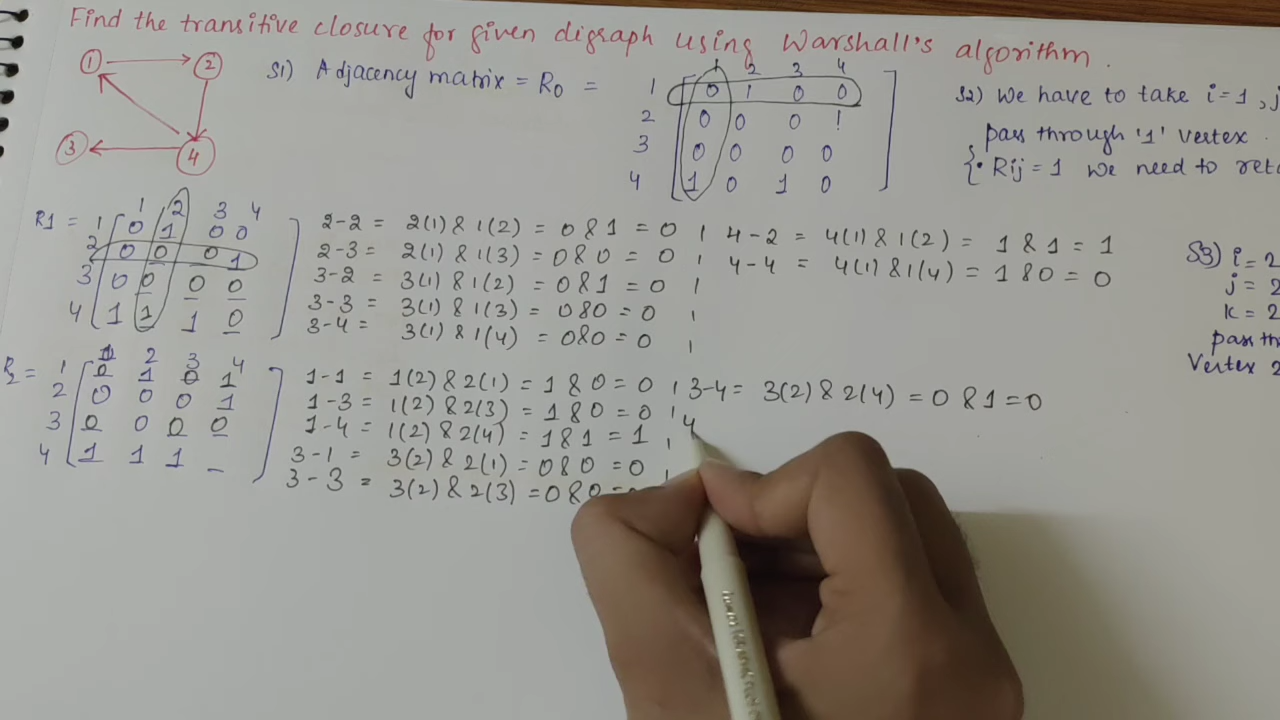 Find the transitive closure for given digraph using Warshall's algorithm.
1 2
3 4
S1) Adjacency matrix = R0 =
1 2 3 4
1 0 1 0 0
2 0 0 0 1
3 0 0 0 0
4 1 0 1 0
S2) We have to take i=1, j
pass through '1' vertex.
{• Rij = 1 we need to reta
R1 =
1 2 3 4
1 0 1 0 0
2 0 0 0 1
3 0 0 0 0
4 1 1 1 0
2-2 = 2(1) & 1(2) = 0 & 1 = 0 ,
2-3 = 2(1) & 1(3) = 0 & 0 = 0 ,
3-2 = 3(1) & 1(2) = 0 & 1 = 0 ,
3-3 = 3(1) & 1(3) = 0 & 0 = 0 ,
3-4 = 3(1) & 1(4) = 0 & 0 = 0 ,
4-2 = 4(1) & 1(2) = 1 & 1 = 1
4-4 = 4(1) & 1(4) = 1 & 0 = 0
S3) i = 2
j = 2
k = 2
pass th
Vertex 2
R2 =
1 2 3 4
1 0 1 0 1
2 0 0 0 1
3 0 0 0 0
4 1 1 1 _
1-1 = 1(2) & 2(1) = 1 & 0 = 0 ,
1-3 = 1(2) & 2(3) = 1 & 0 = 0 ,
1-4 = 1(2) & 2(4) = 1 & 1 = 1 ,
3-1 = 3(2) & 2(1) = 0 & 0 = 0 ,
3-3 = 3(2) & 2(3) = 0 & 0 =
3-4 = 3(2) & 2(4) = 0 & 1 = 0
4